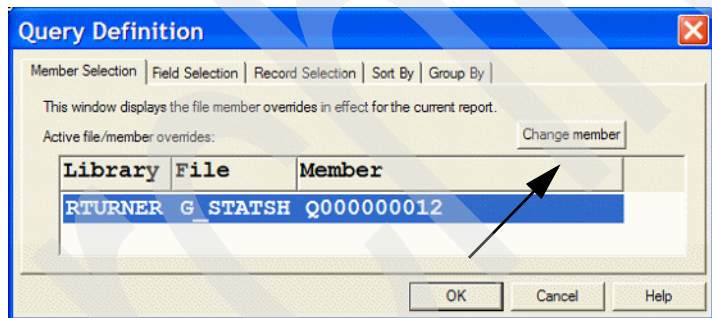 Query Definition
Member Selection Field Selection Record Selection Sort By Group By
This window displays the file member overrides in effect for the current report.
Active file/member overrides: Change member
Library File Member
RTURNER G_STATSH Q000000012
OK Cancel Help